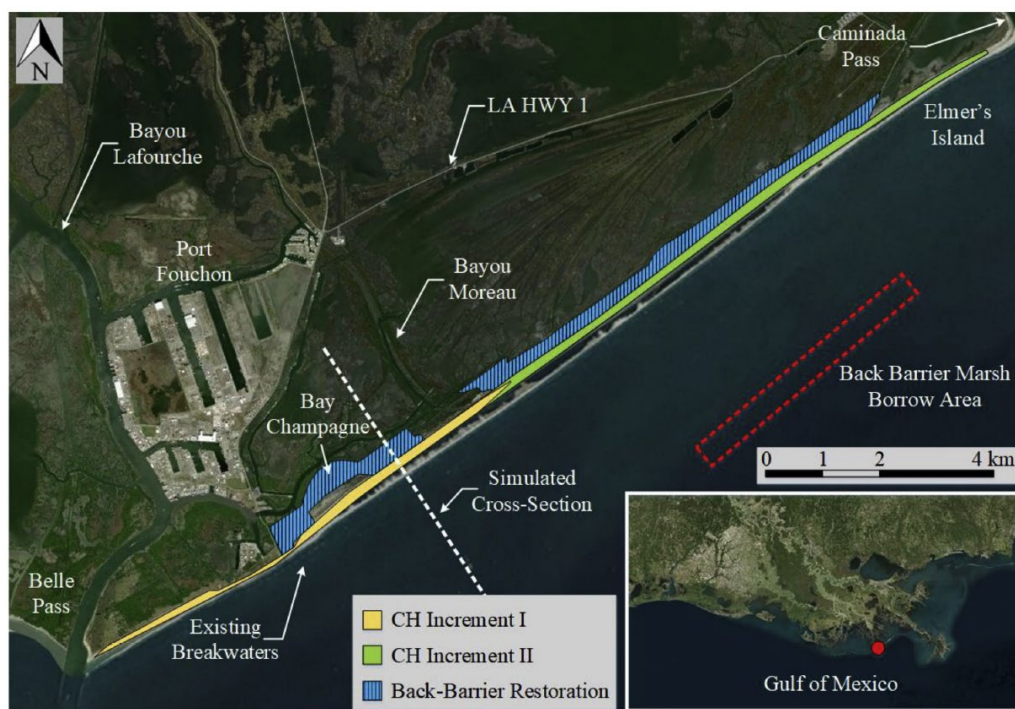 N
Caminada
Pass
LA HWY 1
Elmer's
Island
Bayou
Lafourche
Port
Fouchon
Bayou
Moreau
Back Barrier Marsh
Borrow Area
Bay
Champagne
0 1 2 4 km
Simulated
Cross-Section
Belle
Pass
Existing
Breakwaters
CH Increment I
CH Increment II
Back-Barrier Restoration
Gulf of Mexico